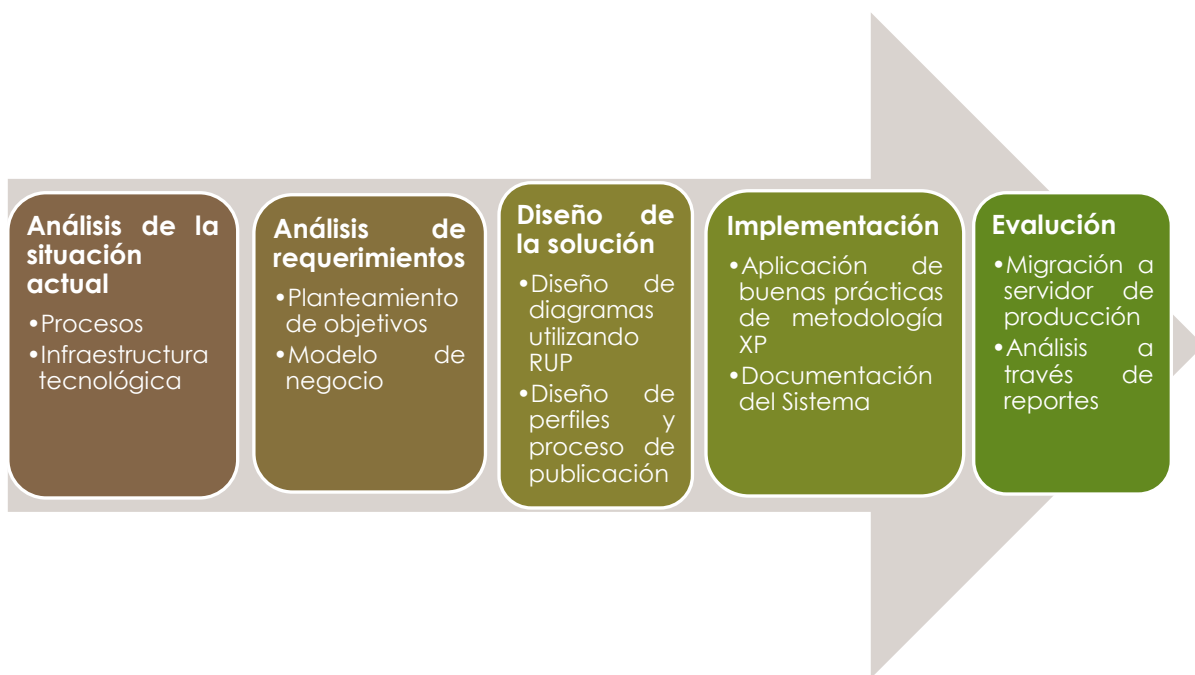 Análisis de la
situación
actual
•Procesos
•Infraestructura
tecnológica
Análisis de
requerimientos
•Planteamiento
de objetivos
•Modelo de
negocio
Diseño de
la solución
•Diseño de
diagramas
utilizando
RUP
•Diseño de
perfiles y
proceso de
publicación
Implementación
•Aplicación de
buenas prácticas
de metodología
XP
•Documentación
del Sistema
Evalución
•Migración a
servidor de
producción
•Análisis a
través de
reportes